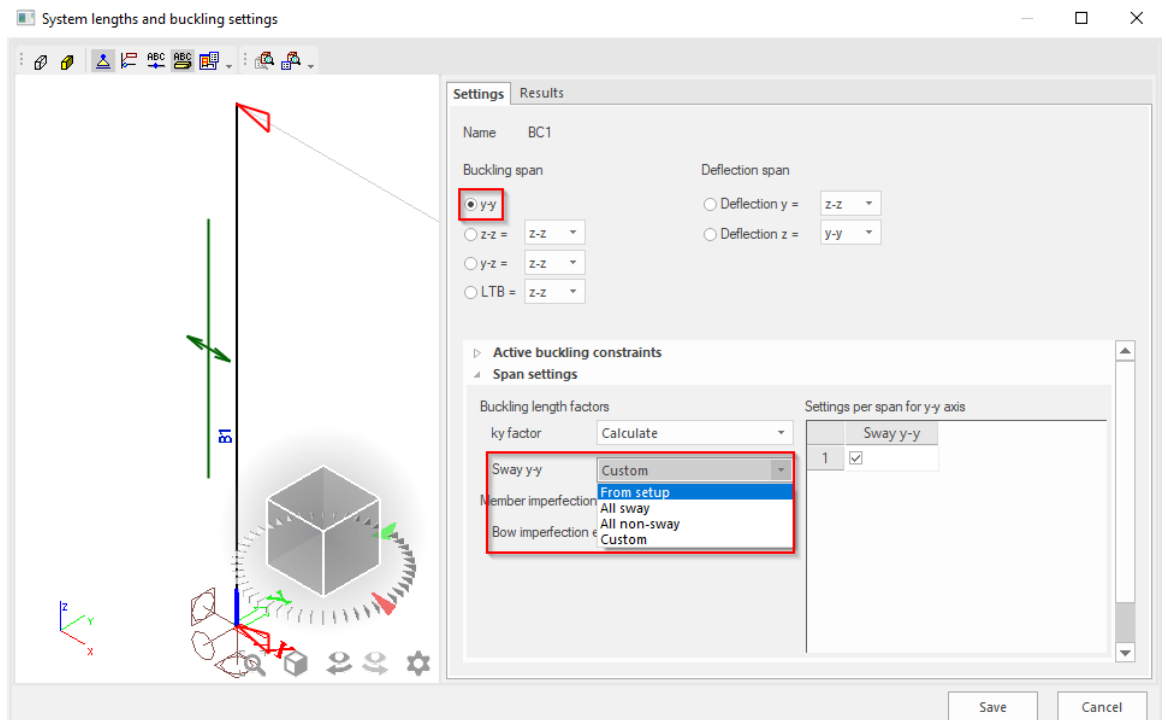 System lengths and buckling settings
ABC ABC
Settings Results
Name BC1
Buckling span Deflection span
y-y Deflection y = z-z
z-z = z-z Deflection z = y-y
y-z = z-z
LTB = z-z
Active buckling constraints
Span settings
Buckling length factors Settings per span for y-y axis
ky factor Calculate Sway y-y
Sway y-y Custom 1
Member imperfection From setup
All sway
All non-sway
Bow imperfection e Custom
B1
z
Y
x
X
Save Cancel